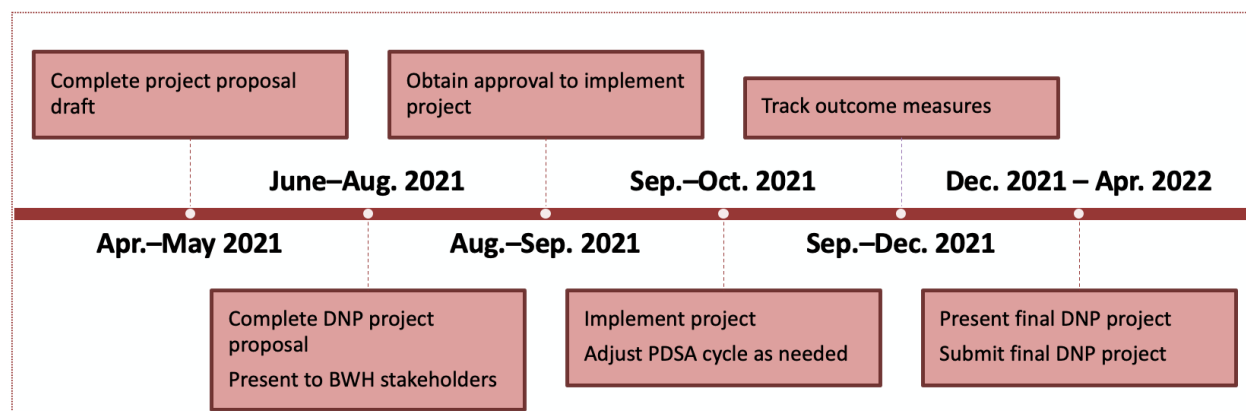 Complete project proposal
draft
Obtain approval to implement
project
Track outcome measures
June–Aug. 2021
Sep.–Oct. 2021
Dec. 2021 – Apr. 2022
Apr.–May 2021
Aug.–Sep. 2021
Sep.–Dec. 2021
Complete DNP project
proposal
Present to BWH stakeholders
Implement project
Adjust PDSA cycle as needed
Present final DNP project
Submit final DNP project